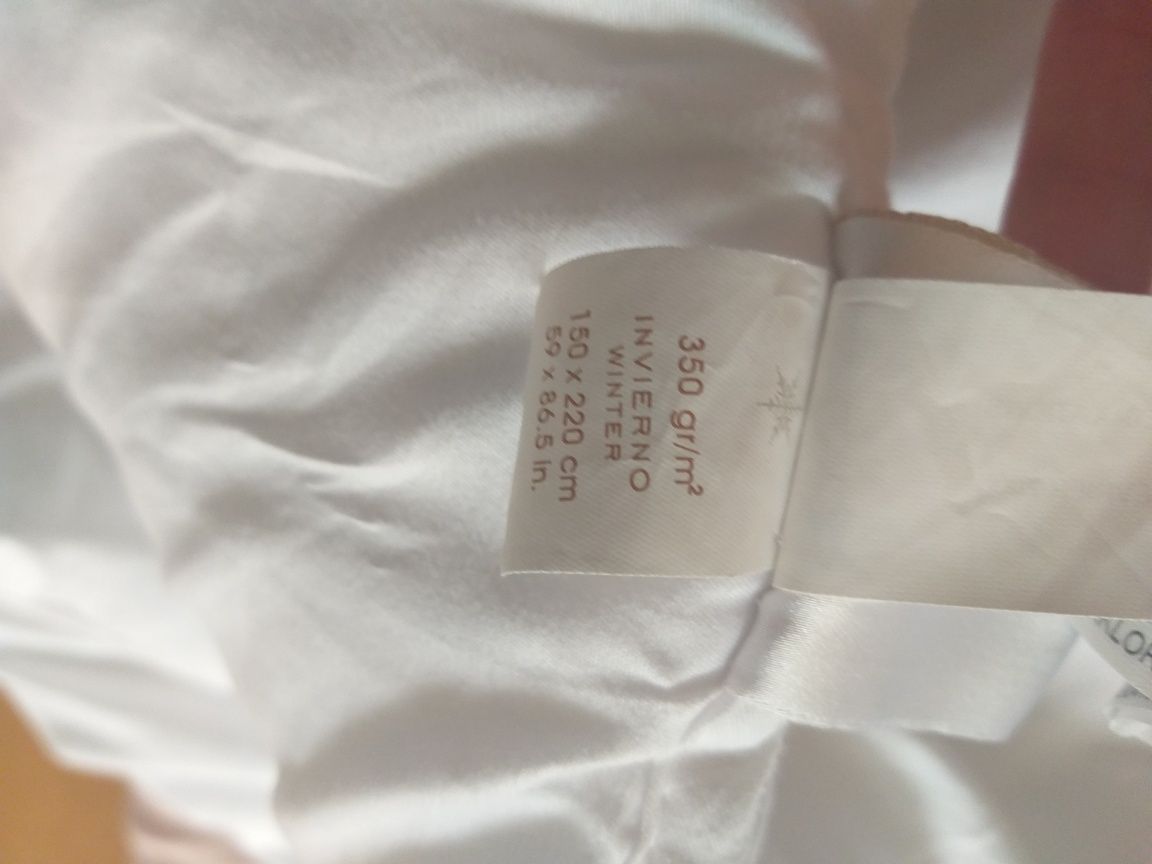 350 gr/m²
INVIERNO
WINTER
150 x 220 cm
59 x 86.5 in.